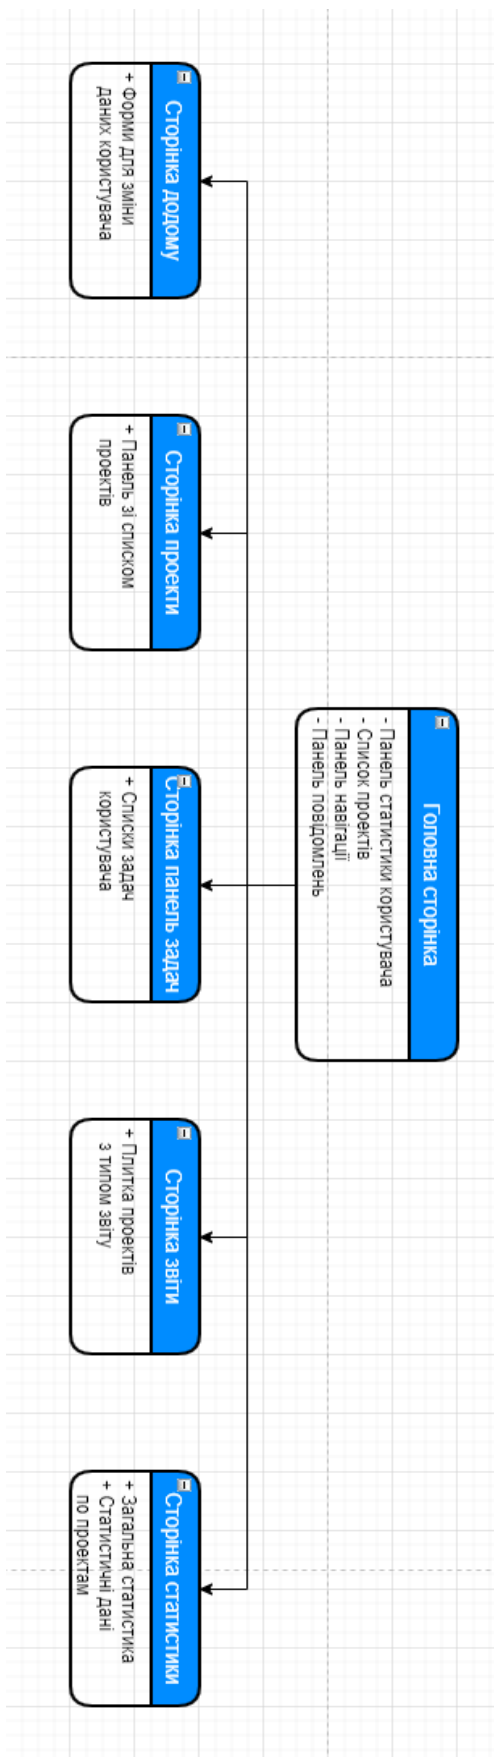 Головна сторінка
- Панель статистики користувача
- Список проектів
- Панель навігації
- Панель повідомлень
Сторінка додому
+ Форми для зміни
даних користувача
Сторінка проекти
+ Панель зі списком
проектів
Сторінка панель задач
+ Списки задач
користувача
Сторінка звіти
+ Плитка проектів
з типом звіту
Сторінка статистики
+ Загальна статистика
+ Статистичні дані
по проектам